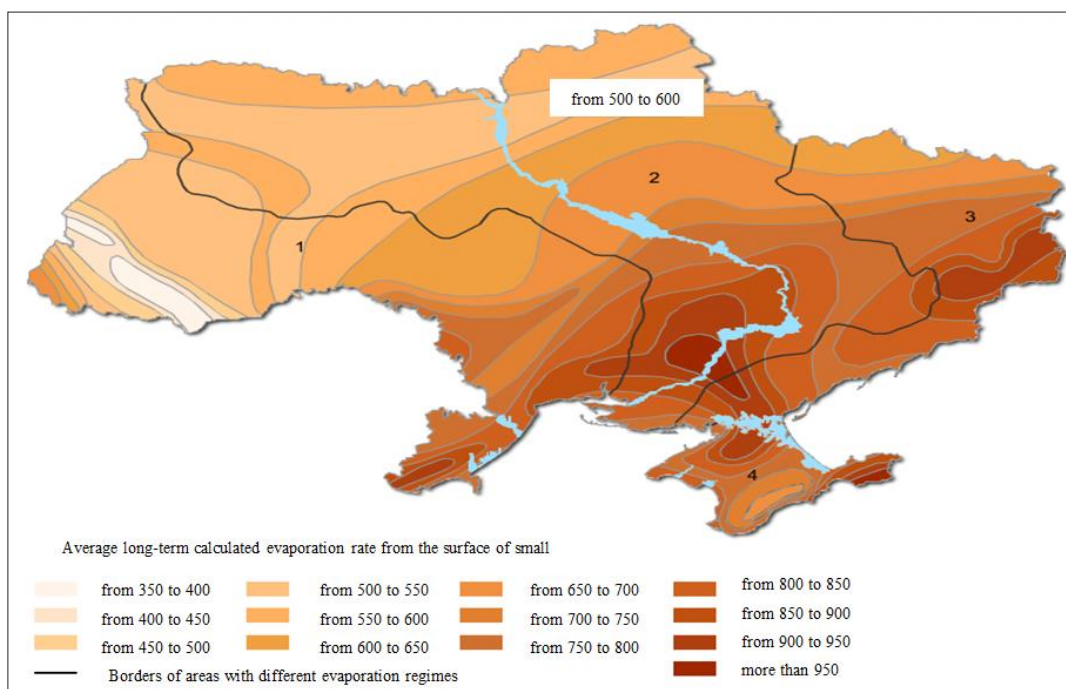 from 500 to 600
2
3
1
4
Average long-term calculated evaporation rate from the surface of small
from 350 to 400
from 400 to 450
from 450 to 500
from 500 to 550
from 550 to 600
from 600 to 650
from 650 to 700
from 700 to 750
from 750 to 800
from 800 to 850
from 850 to 900
from 900 to 950
more than 950
Borders of areas with different evaporation regimes